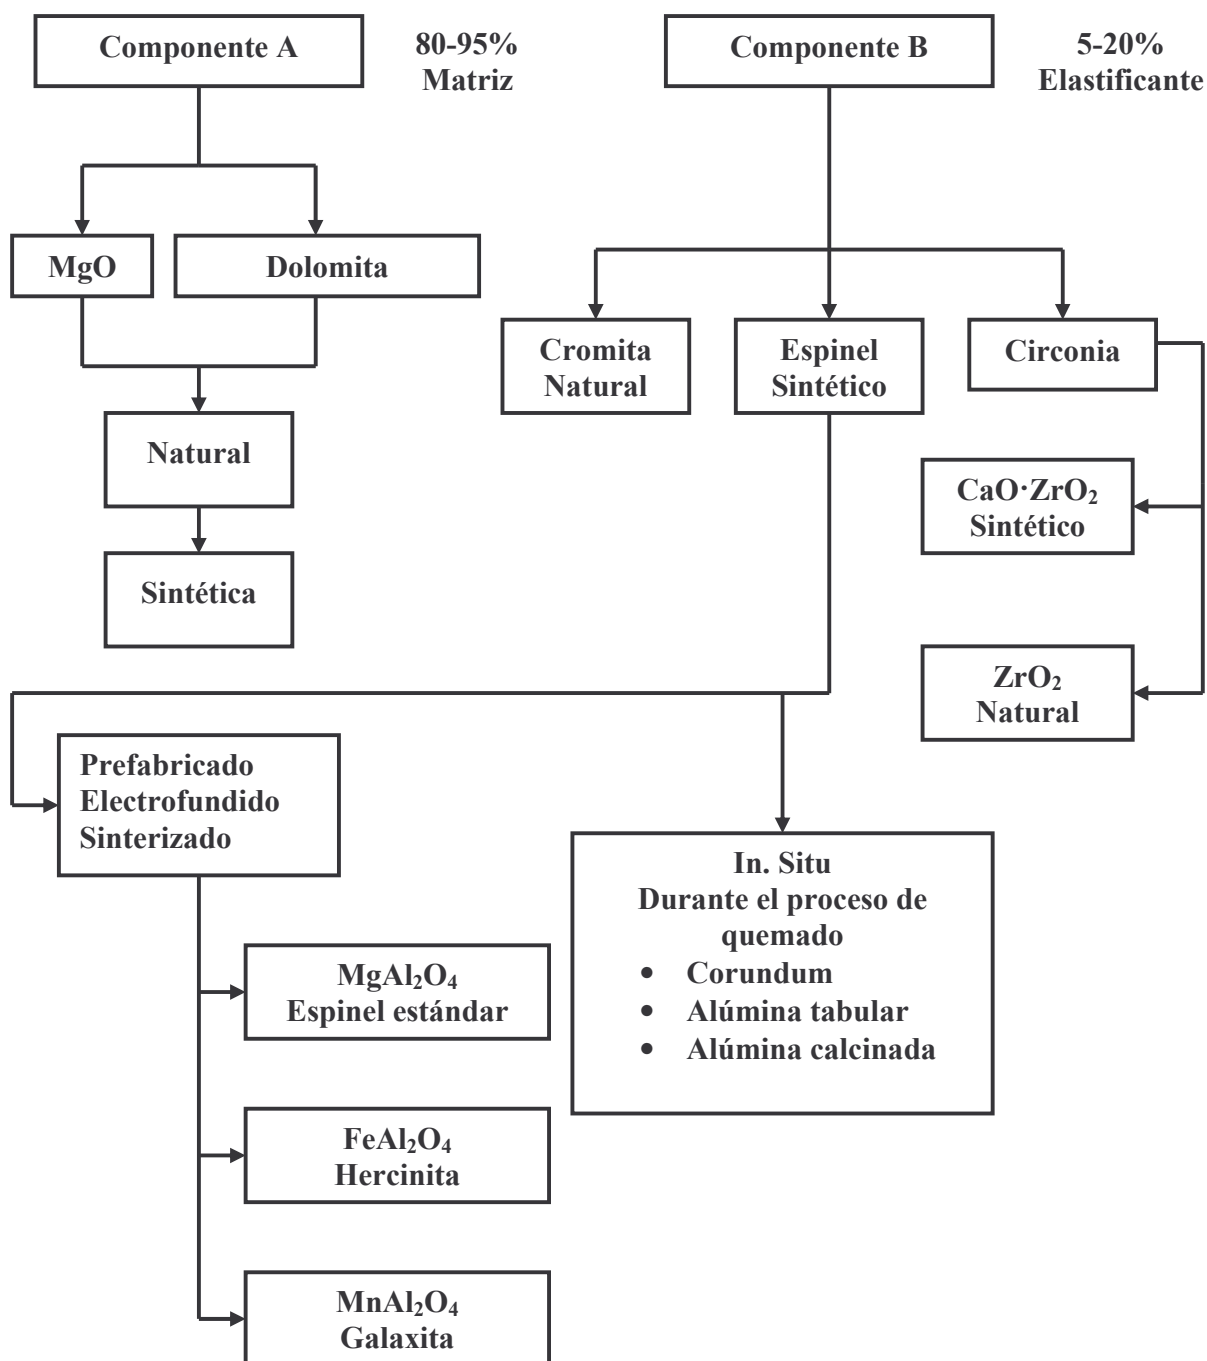 Componente A
80-95%
Matriz
Componente B
5-20%
Elastificante
MgO
Dolomita
Natural
Sintética
Cromita
Natural
Espinel
Sintético
Circonia
CaO·ZrO₂
Sintético
ZrO₂
Natural
Prefabricado
Electrofundido
Sinterizado
In. Situ
Durante el proceso de
quemado
• Corundum
• Alúmina tabular
• Alúmina calcinada
MgAl₂O₄
Espinel estándar
FeAl₂O₄
Hercinita
MnAl₂O₄
Galaxita